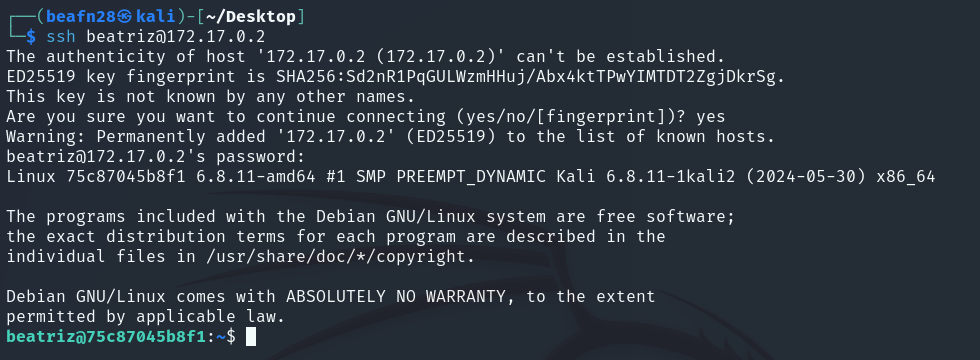 ┌──(beafn28㉿kali)-[~/Desktop]
└─$ ssh beatriz@172.17.0.2
The authenticity of host '172.17.0.2 (172.17.0.2)' can't be established.
ED25519 key fingerprint is SHA256:Sd2nR1PqGULWzmHHuj/Abx4ktTPwYIMTDT2ZgjDkrSg.
This key is not known by any other names.
Are you sure you want to continue connecting (yes/no/[fingerprint])? yes
Warning: Permanently added '172.17.0.2' (ED25519) to the list of known hosts.
beatriz@172.17.0.2's password:
Linux 75c87045b8f1 6.8.11-amd64 #1 SMP PREEMPT_DYNAMIC Kali 6.8.11-1kali2 (2024-05-30) x86_64

The programs included with the Debian GNU/Linux system are free software;
the exact distribution terms for each program are described in the
individual files in /usr/share/doc/*/copyright.

Debian GNU/Linux comes with ABSOLUTELY NO WARRANTY, to the extent
permitted by applicable law.
beatriz@75c87045b8f1:~$